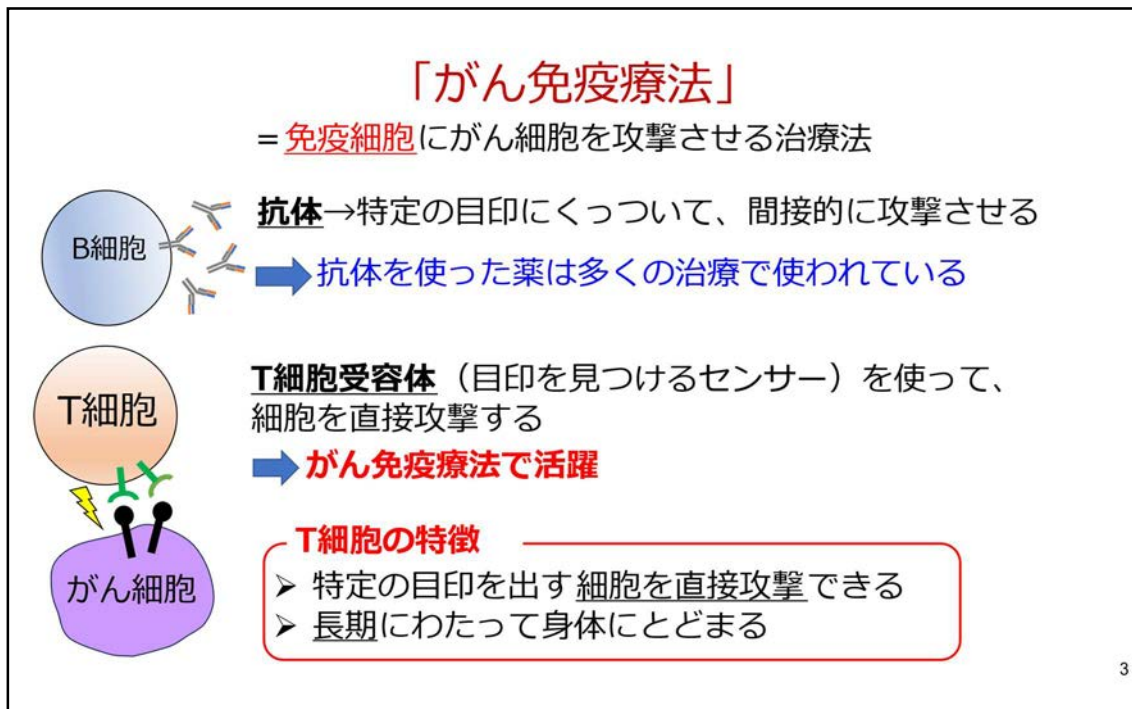 「がん免疫療法」
=免疫細胞にがん細胞を攻撃させる治療法
B細胞
抗体→特定の目印にくっついて、間接的に攻撃させる
抗体を使った薬は多くの治療で使われている
T細胞
T細胞受容体（目印を見つけるセンサー）を使って、
細胞を直接攻撃する
がん免疫療法で活躍
がん細胞
T細胞の特徴
➢ 特定の目印を出す細胞を直接攻撃できる
➢ 長期にわたって身体にとどまる
3